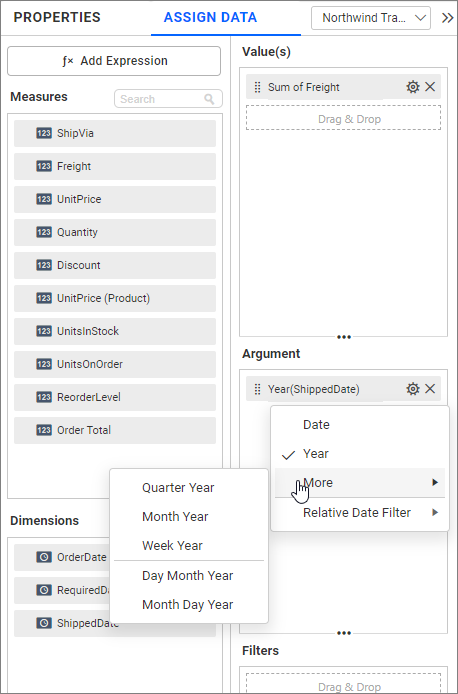 PROPERTIES
ASSIGN DATA
Northwind Tra...
ƒx Add Expression
Measures
Search
123 ShipVia
123 Freight
123 UnitPrice
123 Quantity
123 Discount
123 UnitPrice (Product)
123 UnitsInStock
123 UnitsOnOrder
123 ReorderLevel
123 Order Total
Dimensions
OrderDate
RequiredDa
ShippedDate
Value(s)
Sum of Freight
Drag & Drop
Argument
Year(ShippedDate)
Date
Year
More
Relative Date Filter
Quarter Year
Month Year
Week Year
Day Month Year
Month Day Year
Filters
Drag & Drop